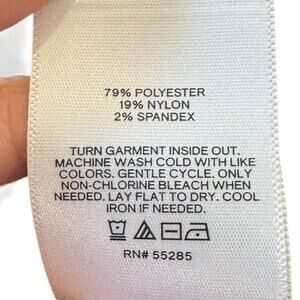 79% POLYESTER
19% NYLON
2% SPANDEX
TURN GARMENT INSIDE OUT.
MACHINE WASH COLD WITH LIKE
COLORS. GENTLE CYCLE. ONLY
NON-CHLORINE BLEACH WHEN
NEEDED. LAY FLAT TO DRY. COOL
IRON IF NEEDED.
RN# 55285